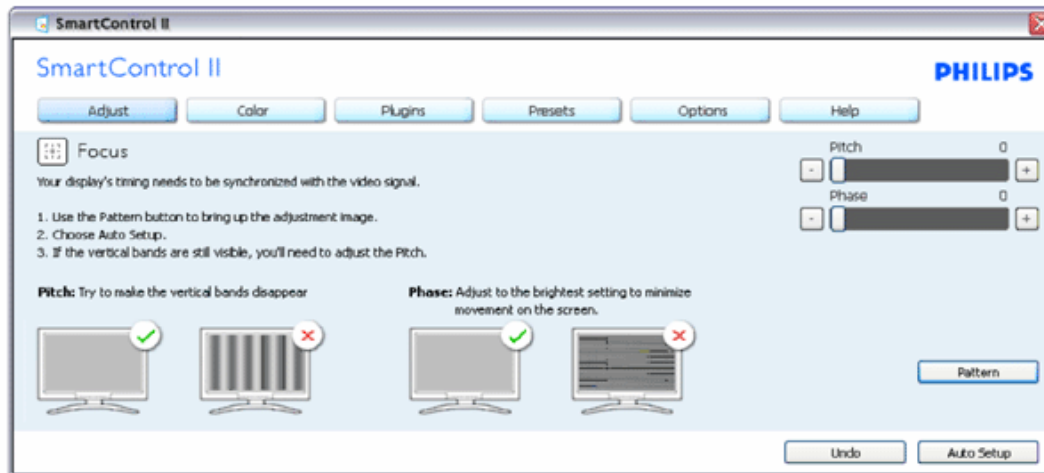 SmartControl II
SmartControl II
PHILIPS
Adjust Color Plugins Presets Options Help
Focus
Your display's timing needs to be synchronized with the video signal.
1. Use the Pattern button to bring up the adjustment image.
2. Choose Auto Setup.
3. If the vertical bands are still visible, you'll need to adjust the Pitch.
Pitch 0
- +
Phase 0
- +
Pitch: Try to make the vertical bands disappear
Phase: Adjust to the brightest setting to minimize
movement on the screen.
Pattern
Undo Auto Setup